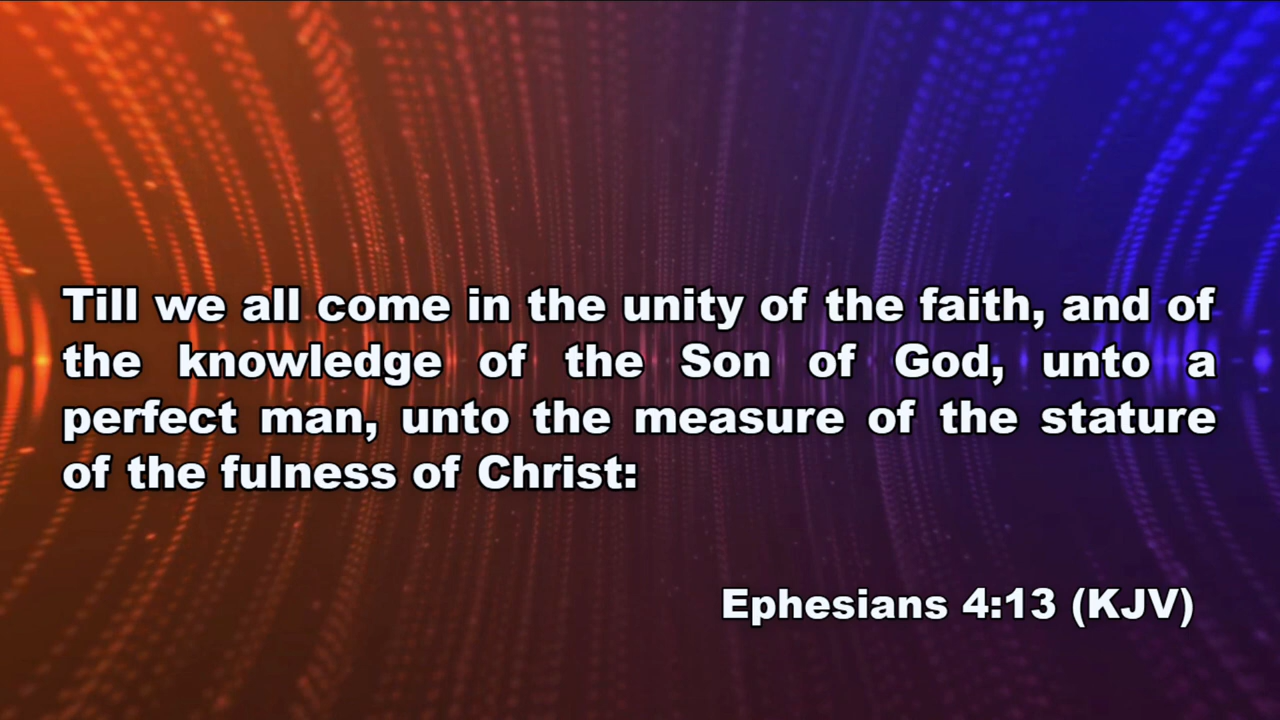 Till we all come in the unity of the faith, and of
the knowledge of the Son of God, unto a
perfect man, unto the measure of the stature
of the fulness of Christ:
Ephesians 4:13 (KJV)